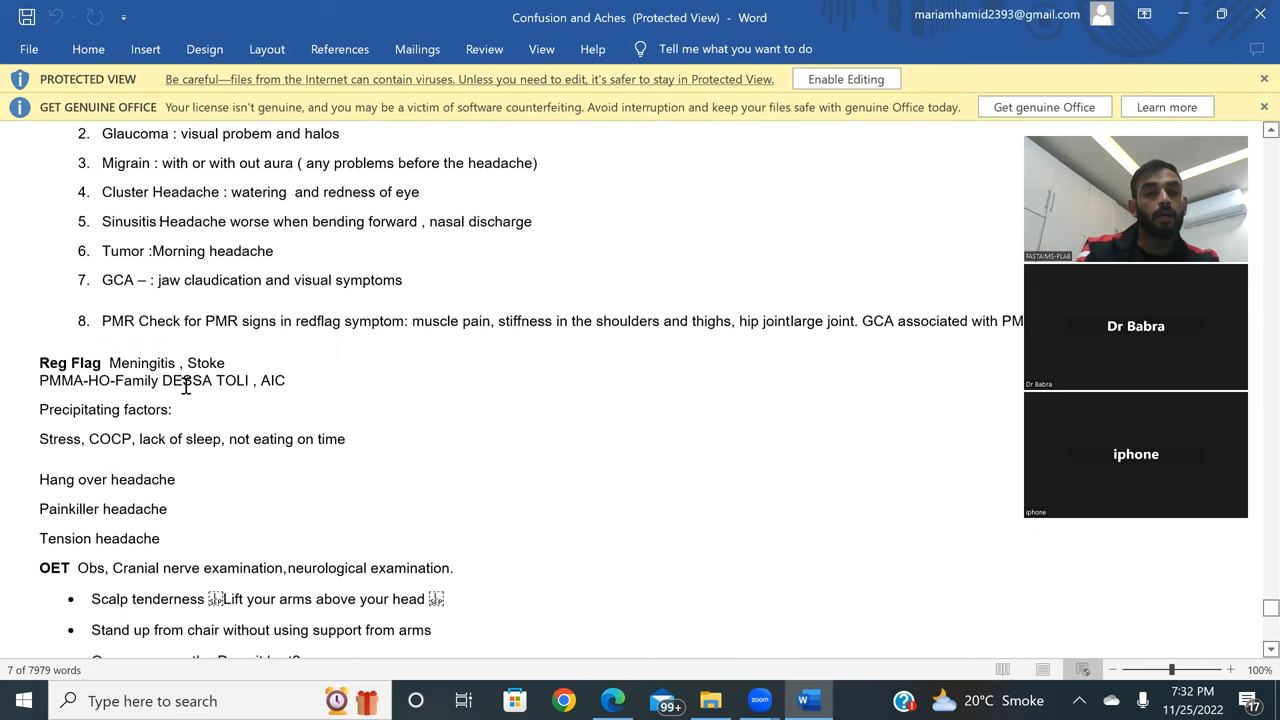 Confusion and Aches (Protected View) - Word
mariamhamid2393@gmail.com
File Home Insert Design Layout References Mailings Review View Help Tell me what you want to do
PROTECTED VIEW Be careful—files from the Internet can contain viruses. Unless you need to edit, it's safer to stay in Protected View. Enable Editing
GET GENUINE OFFICE Your license isn't genuine, and you may be a victim of software counterfeiting. Avoid interruption and keep your files safe with genuine Office today. Get genuine Office Learn more
2. Glaucoma : visual probem and halos
3. Migrain : with or with out aura ( any problems before the headache)
4. Cluster Headache : watering and redness of eye
5. Sinusitis Headache worse when bending forward , nasal discharge
6. Tumor :Morning headache
7. GCA – : jaw claudication and visual symptoms
8. PMR Check for PMR signs in redflag symptom: muscle pain, stiffness in the shoulders and thighs, hip jointlarge joint. GCA associated with PM
Reg Flag Meningitis , Stoke
PMMA-HO-Family DESSA TOLI , AIC
Precipitating factors:
Stress, COCP, lack of sleep, not eating on time
Hang over headache
Painkiller headache
Tension headache
OET Obs, Cranial nerve examination,neurological examination.
• Scalp tenderness Lift your arms above your head
• Stand up from chair without using support from arms
FASTAIMS-PLAB
Dr Babra
Dr Babra
iphone
iphone
7 of 7979 words
100%
Type here to search
99+
zoom
20°C Smoke
7:32 PM
11/25/2022
17